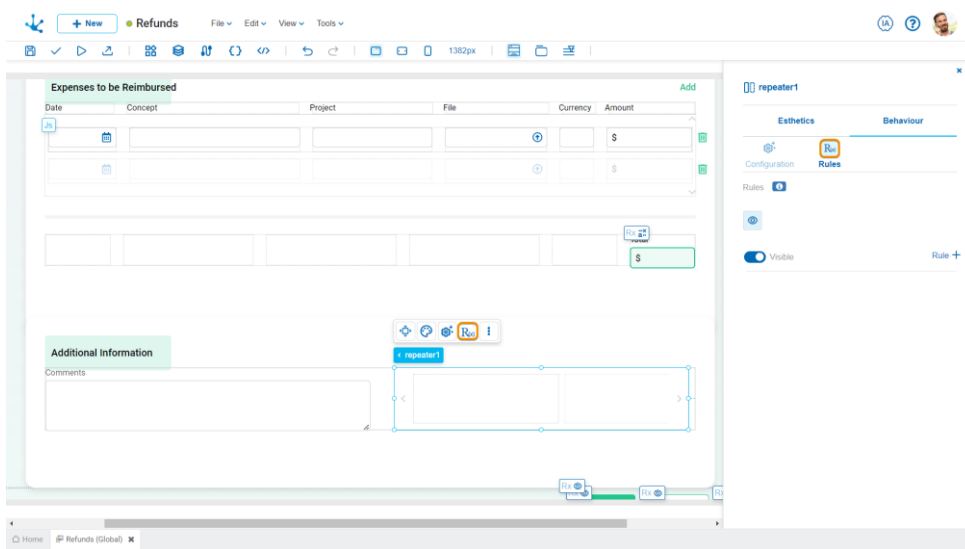 + New
Refunds
File
Edit
View
Tools
IA
?
1382px
Expenses to be Reimbursed
Add
Date
Concept
Project
File
Currency
Amount
Js
$
$
Rx
$
Additional Information
Comments
R(x)
< repeater1
Rx
Rx
Rx
repeater1
Esthetics
Behaviour
R(x)
Configuration
Rules
Rules
Visible
Rule +
Home
Refunds (Global)